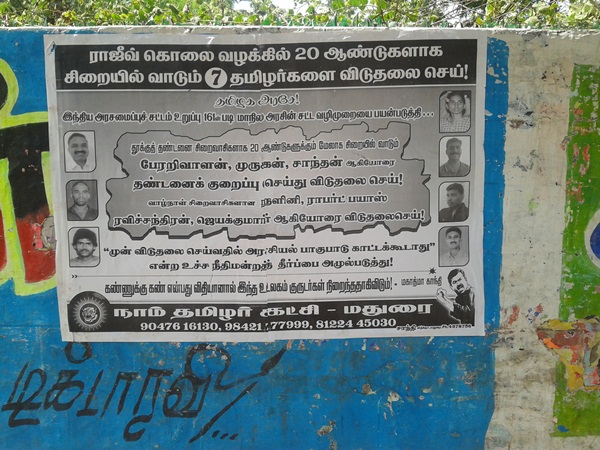 ராஜீவ் கொலை வழக்கில் 20 ஆண்டுகளாக
சிறையில் வாடும் 7 தமிழர்களை விடுதலை செய்!
தமிழக அரசே!
இந்திய அரசமைப்புச் சட்டம் உறுப்பு 161ன் படி மாநில அரசின் சட்ட வழிமுறையை பயன்படுத்தி...
தூக்குத் தண்டனை சிறைவாசிகளாக 20 ஆண்டுகளுக்கும் மேலாக சிறையில் வாடும்
பேரறிவாளன், முருகன், சாந்தன் ஆகியோரை
தண்டனைக் குறைப்பு செய்து விடுதலை செய்!
வாழ்நாள் சிறைவாசிகளான நளினி, ராபர்ட் பயாஸ்
ரவிச்சந்திரன், ஜெயக்குமார் ஆகியோரை விடுதலைசெய்!
"முன் விடுதலை செய்வதில் அரசியல் பாகுபாடு காட்டக்கூடாது"
என்ற உச்ச நீதிமன்றத் தீர்ப்பை அமுல்படுத்து!
கண்ணுக்கு கண் என்பது விதியானால் இந்த உலகம் குருடர்கள் நிறைந்ததாகிவிடும்! - மகாத்மா காந்தி
நாம் தமிழர் கட்சி - மதுரை
90476 16130, 98421 77999, 81224 45030
டிக்டாரவி